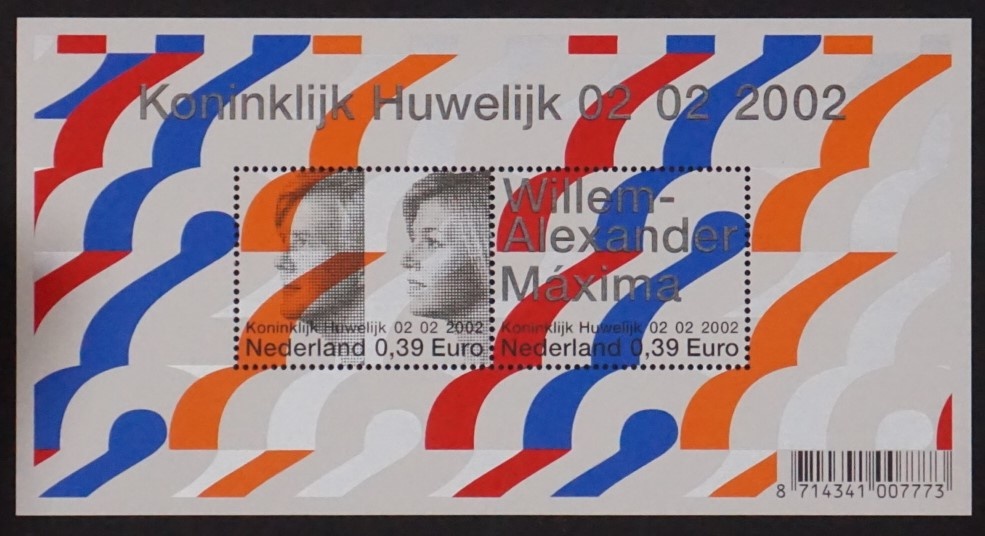 Koninklijk Huwelijk 02 02 2002
Willem-
Alexander
Máxima
Koninklijk Huwelijk 02 02 2002
Nederland 0,39 Euro
Koninklijk Huwelijk 02 02 2002
Nederland 0,39 Euro
8 714341 007773